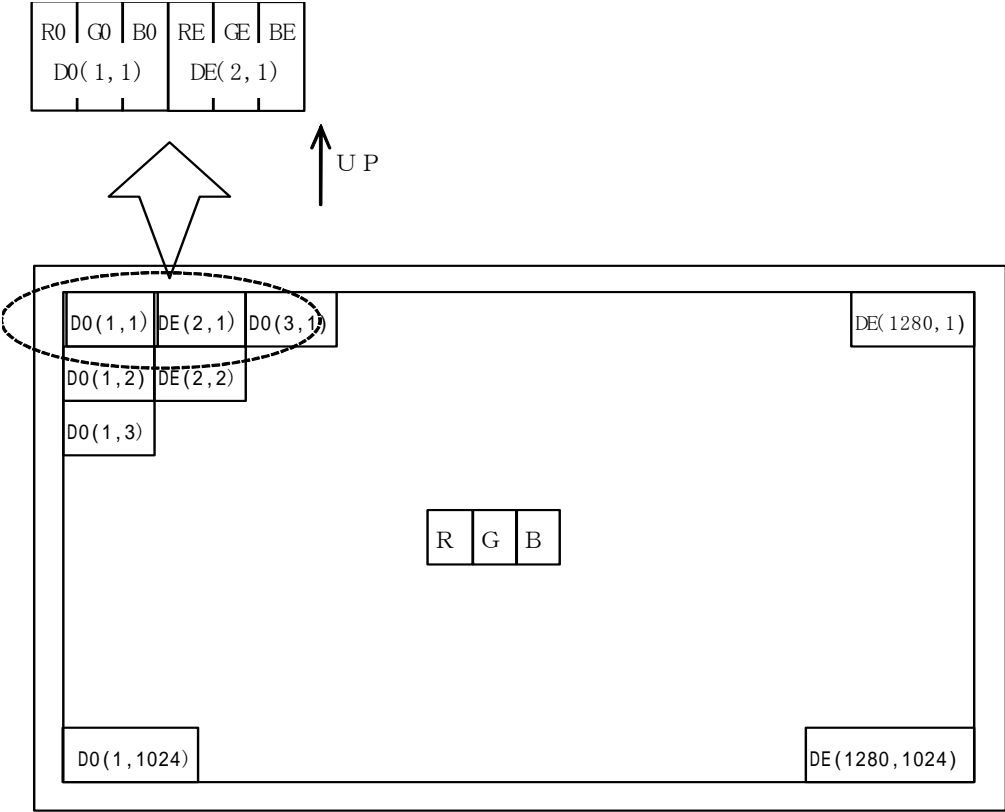 R0 G0 B0 RE GE BE
D0(1,1) DE(2,1)
UP
D0(1,1) DE(2,1) D0(3,1) DE(1280,1)
D0(1,2) DE(2,2)
D0(1,3)
R G B
D0(1,1024) DE(1280,1024)